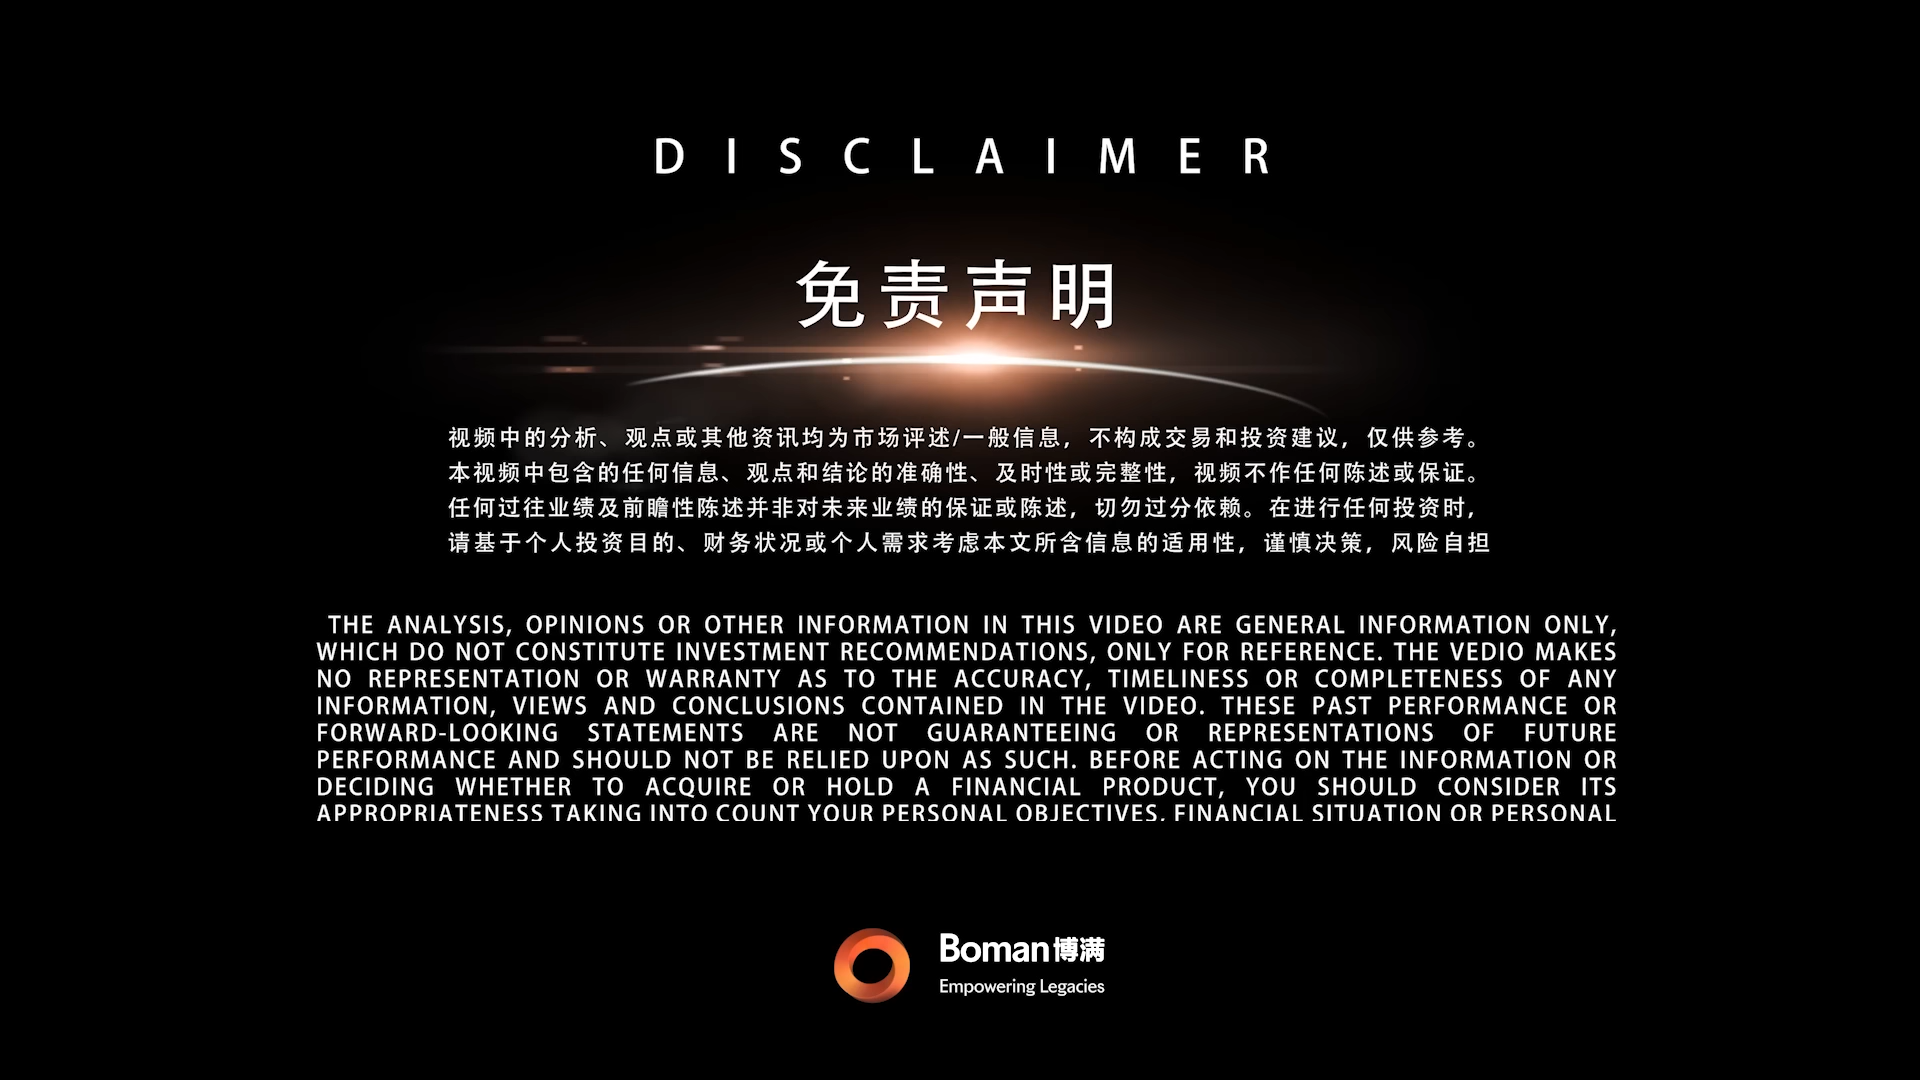 DISCLAIMER
免责声明
视频中的分析、观点或其他资讯均为市场评述/一般信息，不构成交易和投资建议，仅供参考。
本视频中包含的任何信息、观点和结论的准确性、及时性或完整性，视频不作任何陈述或保证。
任何过往业绩及前瞻性陈述并非对未来业绩的保证或陈述，切勿过分依赖。在进行任何投资时，
请基于个人投资目的、财务状况或个人需求考虑本文所含信息的适用性，谨慎决策，风险自担
THE ANALYSIS, OPINIONS OR OTHER INFORMATION IN THIS VIDEO ARE GENERAL INFORMATION ONLY,
WHICH DO NOT CONSTITUTE INVESTMENT RECOMMENDATIONS, ONLY FOR REFERENCE. THE VEDIO MAKES
NO REPRESENTATION OR WARRANTY AS TO THE ACCURACY, TIMELINESS OR COMPLETENESS OF ANY
INFORMATION, VIEWS AND CONCLUSIONS CONTAINED IN THE VIDEO. THESE PAST PERFORMANCE OR
FORWARD-LOOKING STATEMENTS ARE NOT GUARANTEEING OR REPRESENTATIONS OF FUTURE
PERFORMANCE AND SHOULD NOT BE RELIED UPON AS SUCH. BEFORE ACTING ON THE INFORMATION OR
DECIDING WHETHER TO ACQUIRE OR HOLD A FINANCIAL PRODUCT, YOU SHOULD CONSIDER ITS
APPROPRIATENESS TAKING INTO COUNT YOUR PERSONAL OBJECTIVES, FINANCIAL SITUATION OR PERSONAL
Boman博满
Empowering Legacies